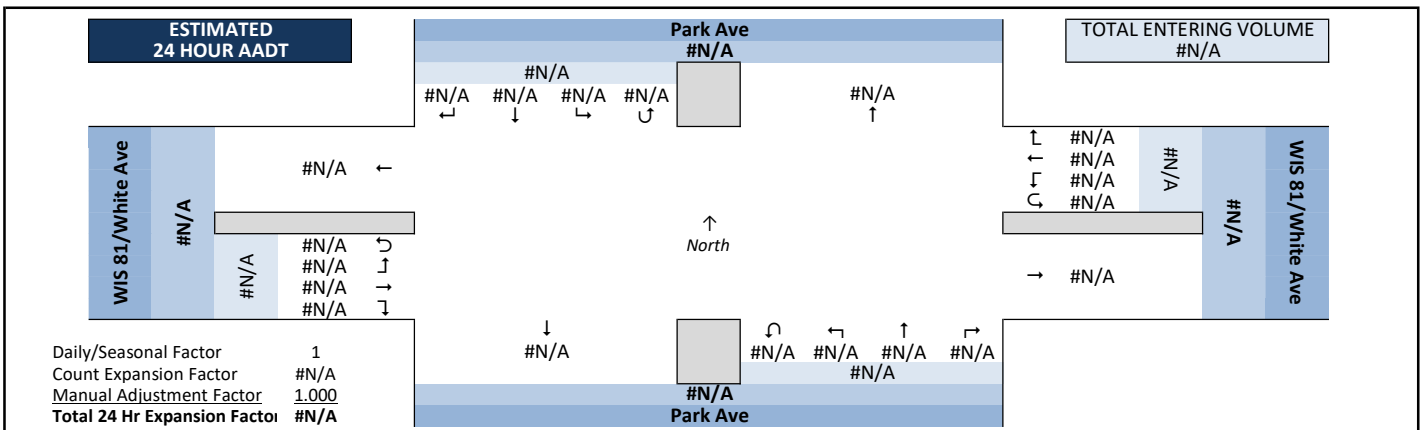 ESTIMATED
24 HOUR AADT
Park Ave
#N/A
TOTAL ENTERING VOLUME
#N/A
#N/A
#N/A #N/A #N/A #N/A
↵ ↓ ↳ ↺
#N/A
↑
WIS 81/White Ave
#N/A
#N/A ←
↱ #N/A
← #N/A
↲ #N/A
↪ #N/A
#N/A
#N/A
WIS 81/White Ave
↑
North
#N/A
#N/A ↩
#N/A ↰
#N/A →
#N/A ↴
→ #N/A
↓
#N/A
↶ ↰ ↑ ↱
#N/A #N/A #N/A #N/A
#N/A
#N/A
Park Ave
Daily/Seasonal Factor 1
Count Expansion Factor #N/A
Manual Adjustment Factor 1.000
Total 24 Hr Expansion Factor #N/A